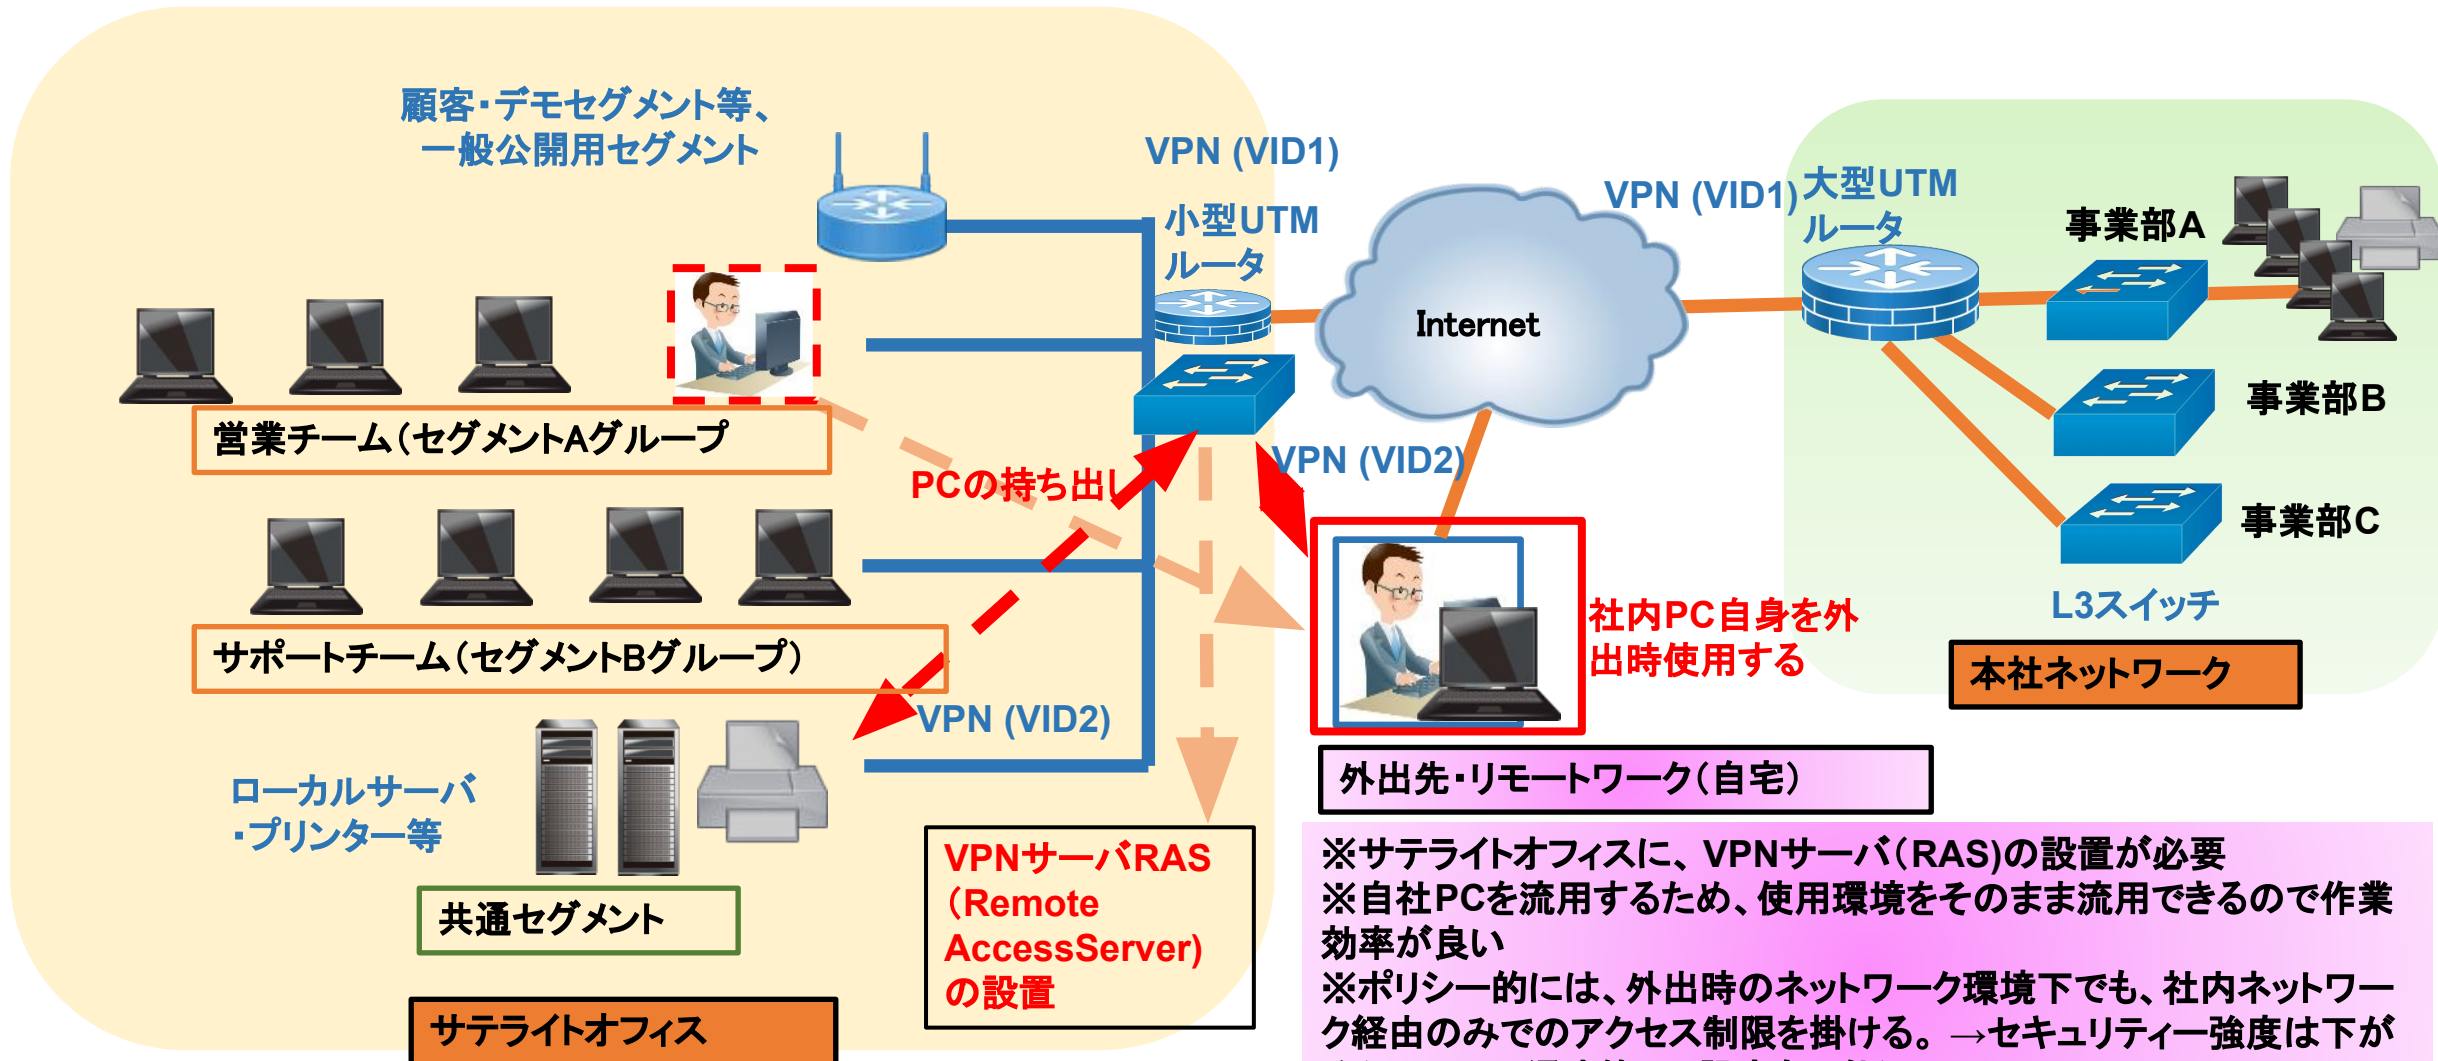 顧客・デモセグメント等、
一般公開用セグメント
VPN (VID1)
小型UTM
ルータ
Internet
VPN (VID1)
大型UTM
ルータ
事業部A
事業部B
事業部C
L3スイッチ
本社ネットワーク
営業チーム（セグメントAグループ
PCの持ち出し
VPN (VID2)
サポートチーム（セグメントBグループ）
VPN (VID2)
社内PC自身を外
出時使用する
ローカルサーバ
・プリンター等
共通セグメント
サテライトオフィス
VPNサーバRAS
（Remote
AccessServer)
の設置
外出先・リモートワーク（自宅）
※サテライトオフィスに、VPNサーバ（RAS)の設置が必要
※自社PCを流用するため、使用環境をそのまま流用できるので作業
効率が良い
※ポリシー的には、外出時のネットワーク環境下でも、社内ネットワー
ク経由のみでのアクセス制限を掛ける。→セキュリティー強度は下が